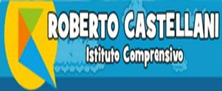 ROBERTO CASTELLANI
Istituto Comprensivo